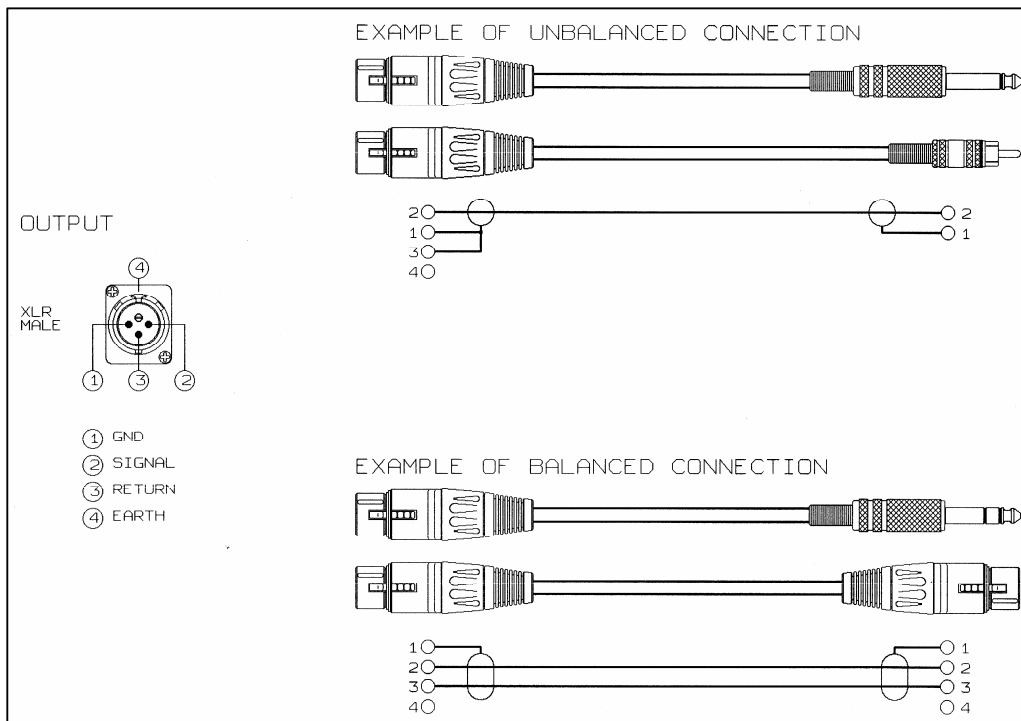 EXAMPLE OF UNBALANCED CONNECTION
2 2
1 1
3
4
OUTPUT
4
XLR
MALE
1 3 2
1 GND
2 SIGNAL
3 RETURN
4 EARTH
EXAMPLE OF BALANCED CONNECTION
1 1
2 2
3 3
4 4